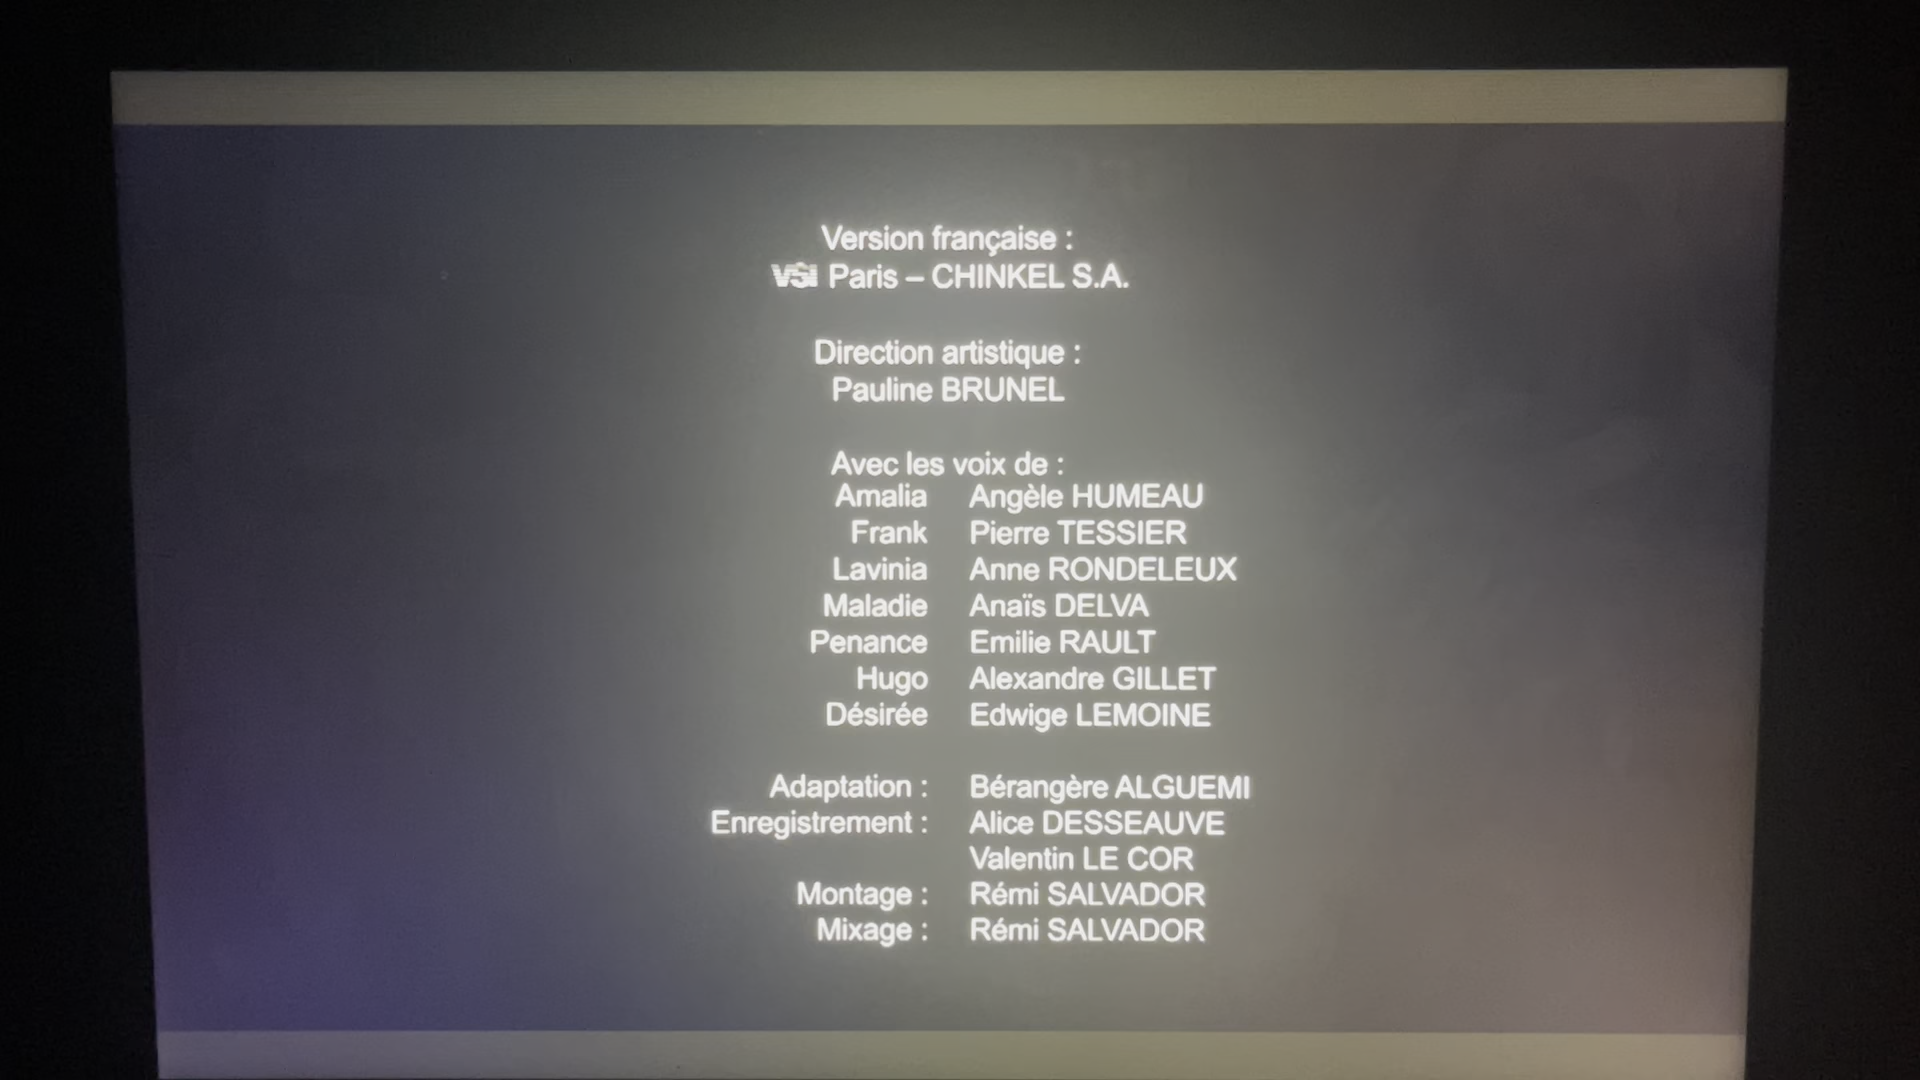 Version française :
VSI Paris – CHINKEL S.A.
Direction artistique :
Pauline BRUNEL
Avec les voix de :
Amalia Angèle HUMEAU
Frank Pierre TESSIER
Lavinia Anne RONDELEUX
Maladie Anaïs DELVA
Penance Emilie RAULT
Hugo Alexandre GILLET
Désirée Edwige LEMOINE
Adaptation : Bérangère ALGUEMI
Enregistrement : Alice DESSEAUVE
Valentin LE COR
Montage : Rémi SALVADOR
Mixage : Rémi SALVADOR